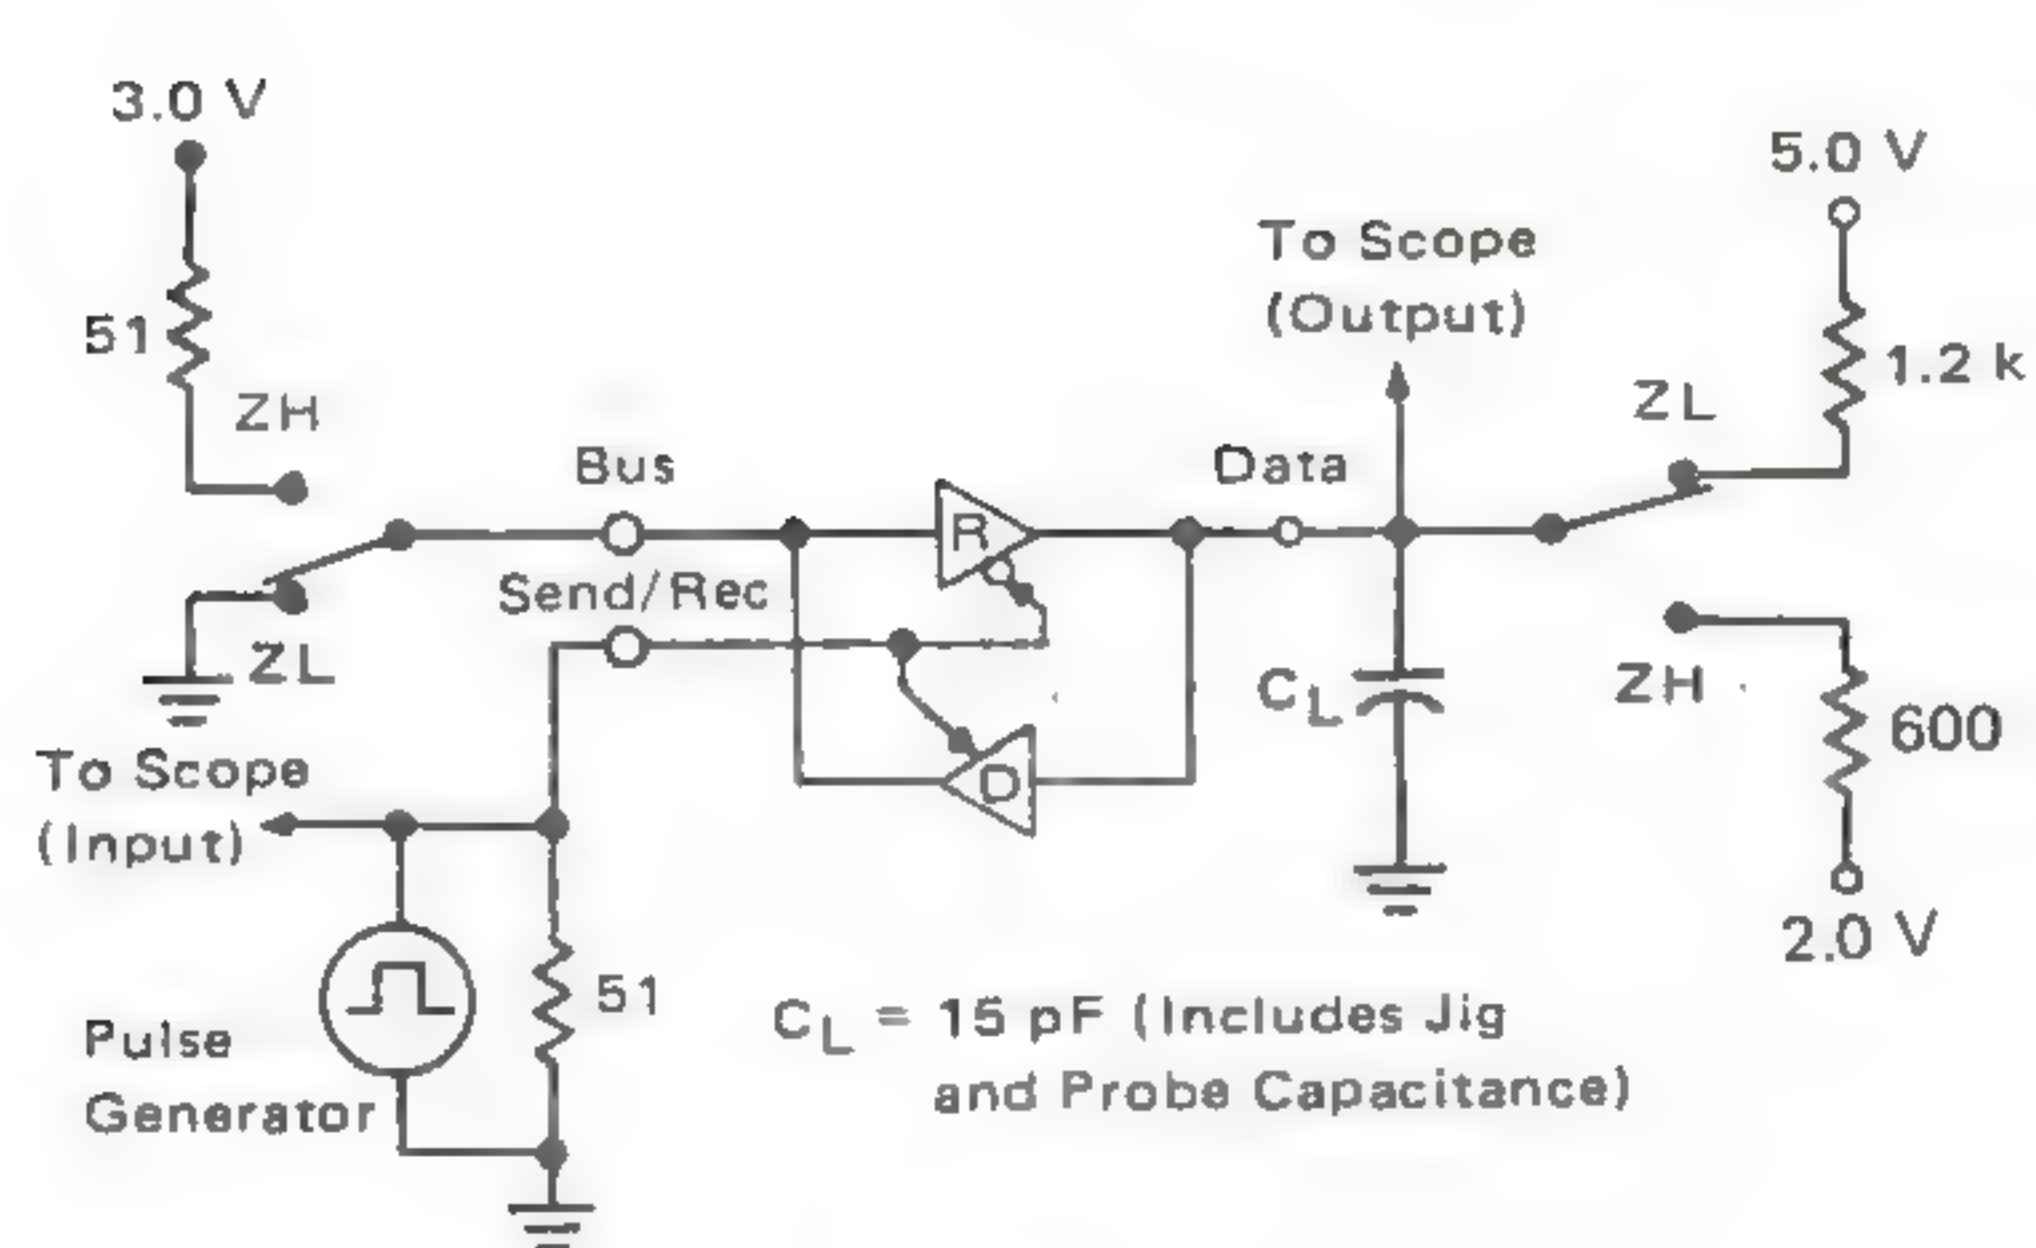 3.0 V
51
ZH
Bus
Send/Rec
ZL
To Scope
(Input)
Pulse
Generator
51
R
D
Data
To Scope
(Output)
5.0 V
1.2 k
ZL
ZH
600
2.0 V
CL
CL = 15 pF (Includes Jig
and Probe Capacitance)